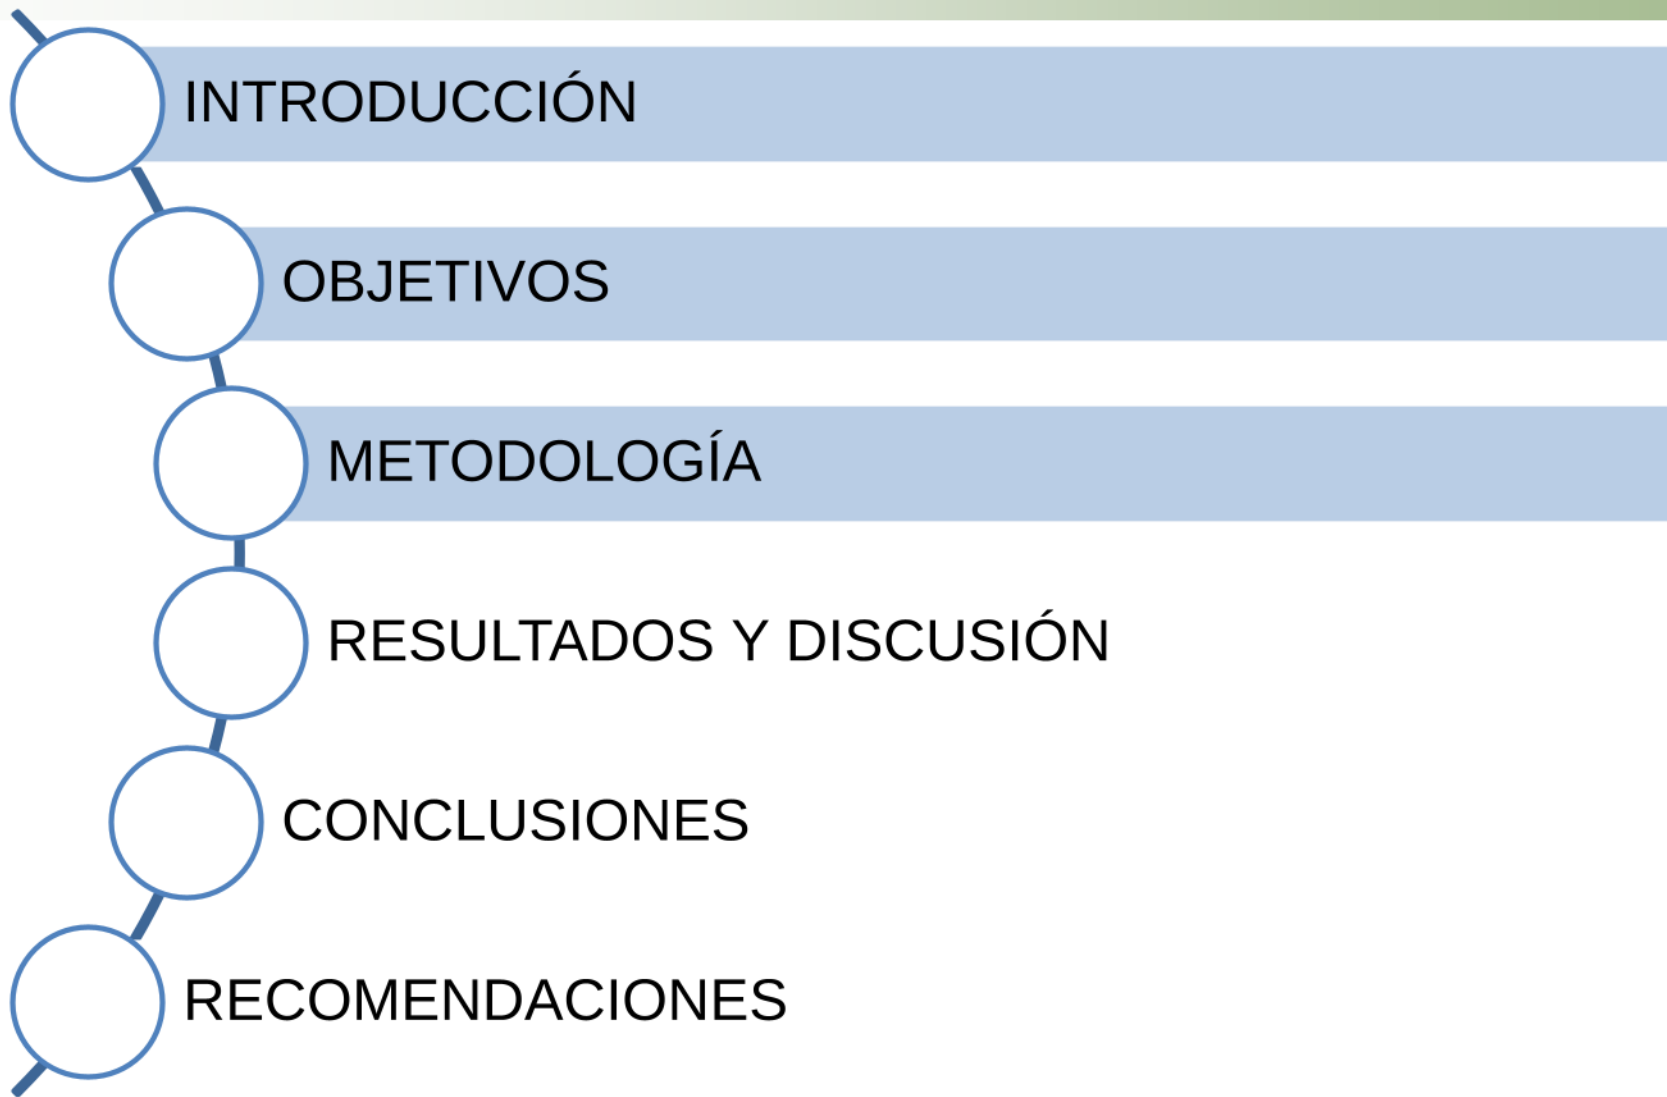 INTRODUCCIÓN
OBJETIVOS
METODOLOGÍA
RESULTADOS Y DISCUSIÓN
CONCLUSIONES
RECOMENDACIONES